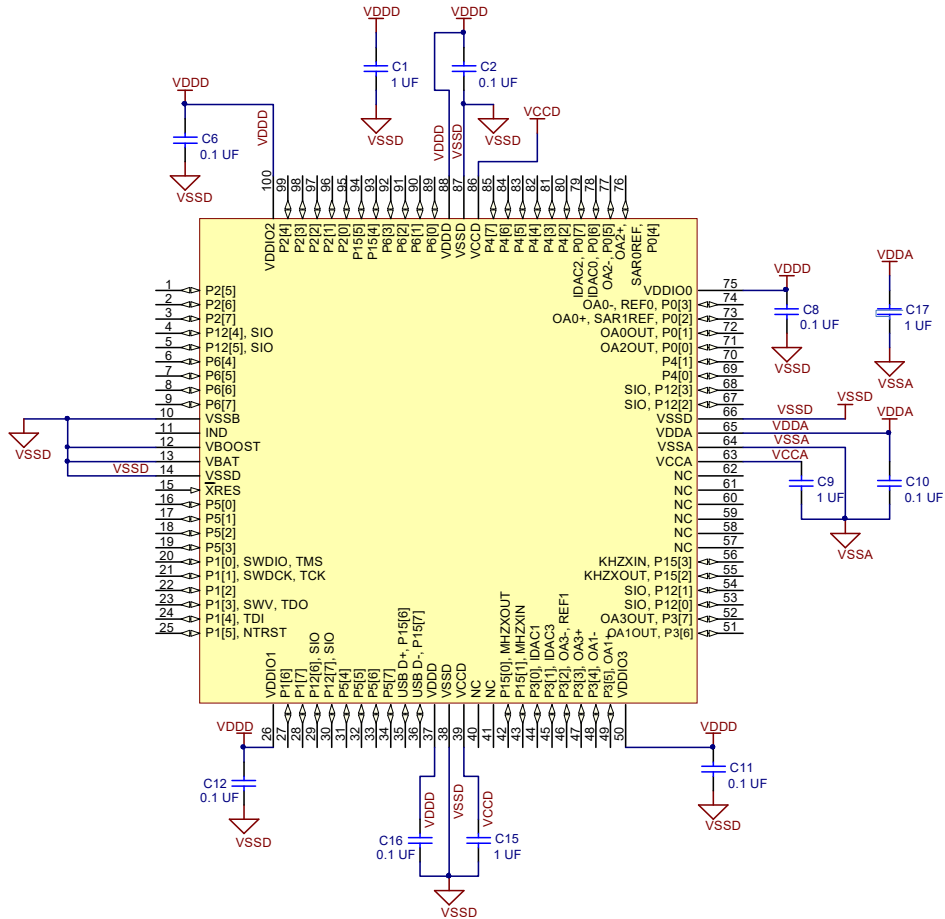 VDDD
VDDD
C1
1 UF
C2
0.1 UF
VDDD
VCCD
C6
0.1 UF
VDDD
VSSD
VSSD
VDDD
VSSD
VSSD
100
99
98
97
96
95
94
93
92
91
90
89
88
87
86
85
84
83
82
81
80
79
78
77
76
VDDIO2
P2[4]
P2[3]
P2[2]
P2[1]
P2[0]
P15[5]
P15[4]
P6[3]
P6[2]
P6[1]
P6[0]
VDDD
VSSD
VCCD
P4[7]
P4[6]
P4[5]
P4[4]
P4[3]
P4[2]
IDAC2, P0[7]
IDAC0, P0[6]
OA2-, P0[5]
OA2+,
SAR0REF,
P0[4]
1 P2[5]
2 P2[6]
3 P2[7]
4 P12[4], SIO
5 P12[5], SIO
6 P6[4]
7 P6[5]
8 P6[6]
9 P6[7]
10 VSSB
11 IND
12 VBOOST
13 VBAT
VSSD 14 VSSD
15 XRES
16 P5[0]
17 P5[1]
18 P5[2]
19 P5[3]
20 P1[0], SWDIO, TMS
21 P1[1], SWDCK, TCK
22 P1[2]
23 P1[3], SWV, TDO
24 P1[4], TDI
25 P1[5], NTRST
VSSD
VDDIO0 75
OA0-, REF0, P0[3] 74
OA0+, SAR1REF, P0[2] 73
OA0OUT, P0[1] 72
OA2OUT, P0[0] 71
P4[1] 70
P4[0] 69
SIO, P12[3] 68
SIO, P12[2] 67
VSSD 66 VSSD
VDDA 65 VDDA
VSSA 64 VSSA
VCCA 63 VCCA
NC 62
NC 61
NC 60
NC 59
NC 58
NC 57
KHZXIN, P15[3] 56
KHZXOUT, P15[2] 55
SIO, P12[1] 54
SIO, P12[0] 53
OA3OUT, P3[7] 52
OA1OUT, P3[6] 51
VDDD
C8
0.1 UF
VSSD
VDDA
C17
1 UF
VSSA
VSSD
VDDA
C9
1 UF
C10
0.1 UF
VSSA
VDDIO1
P1[6]
P1[7]
P12[6], SIO
P12[7], SIO
P5[4]
P5[5]
P5[6]
P5[7]
USB D+, P15[6]
USB D-, P15[7]
VDDD
VSSD
VCCD
NC
NC
P15[0], MHZXOUT
P15[1], MHZXIN
P3[0], IDAC1
P3[1], IDAC3
P3[2], OA3-, REF1
P3[3], OA3+
P3[4], OA1-
P3[5], OA1+
VDDIO3
26
27
28
29
30
31
32
33
34
35
36
37
38
39
40
41
42
43
44
45
46
47
48
49
50
VDDD
C12
0.1 UF
VSSD
VDDD
VSSD
VCCD
C16
0.1 UF
C15
1 UF
VSSD
VDDD
C11
0.1 UF
VSSD